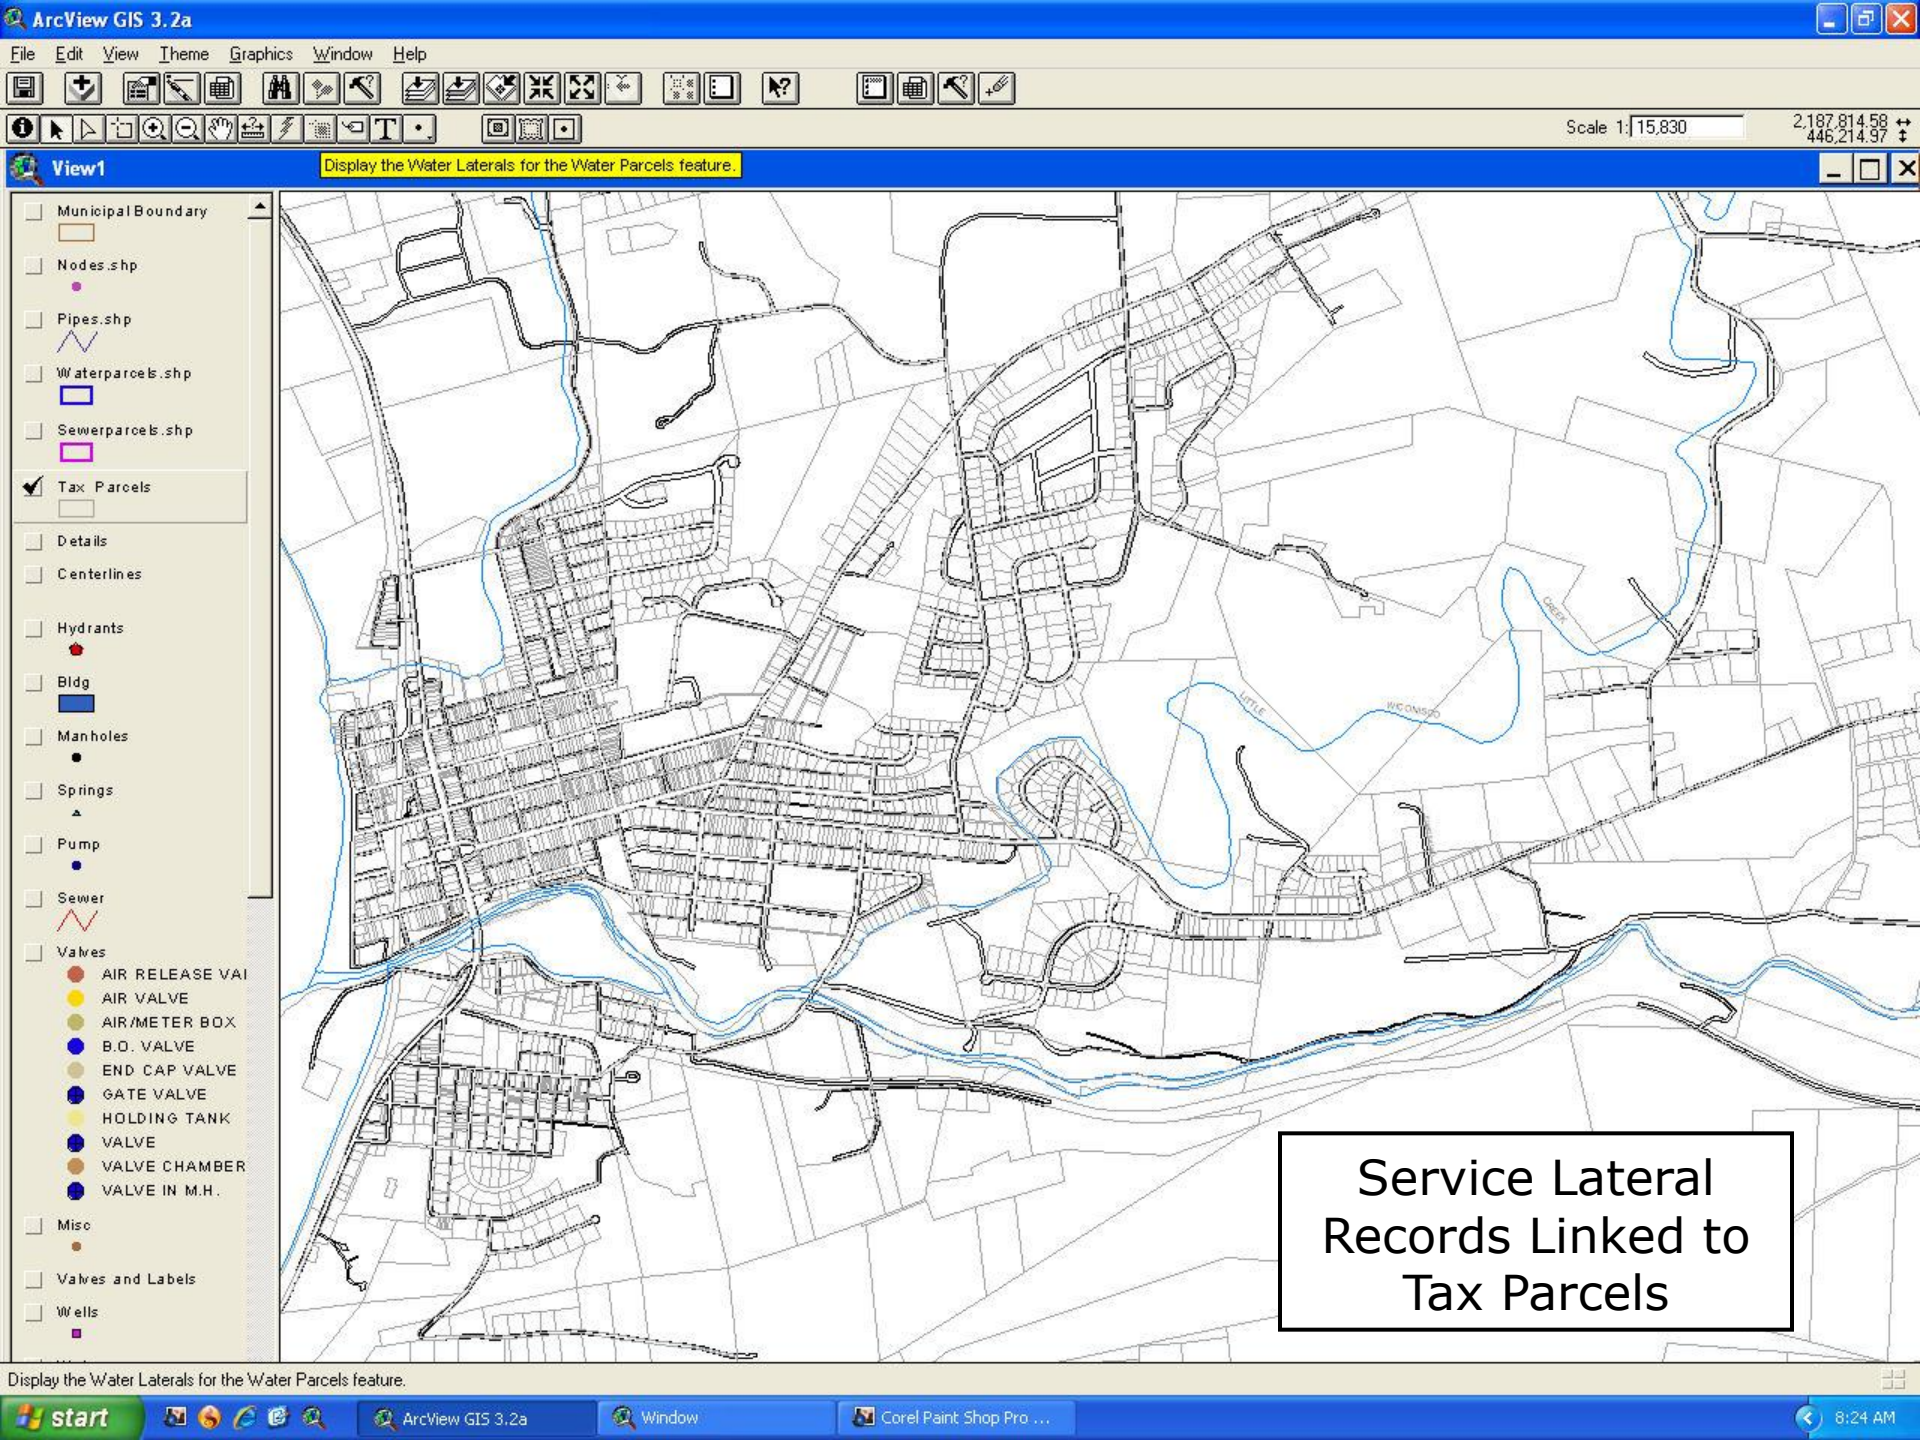 ArcView GIS 3.2a
File Edit View Theme Graphics Window Help
Scale 1: 15,830
2,187,814.58
446,214.97
View1
Display the Water Laterals for the Water Parcels feature.
Municipal Boundary
Nodes.shp
Pipes.shp
Waterparcels.shp
Sewerparcels.shp
Tax Parcels
Details
Centerlines
Hydrants
Bldg
Manholes
Springs
Pump
Sewer
Valves
AIR RELEASE VAI
AIR VALVE
AIR/METER BOX
B.O. VALVE
END CAP VALVE
GATE VALVE
HOLDING TANK
VALVE
VALVE CHAMBER
VALVE IN M.H.
Misc
Valves and Labels
Wells
CREEK
LITTLE
WICONISCO
Service Lateral
Records Linked to
Tax Parcels
Display the Water Laterals for the Water Parcels feature.
start
ArcView GIS 3.2a
Window
Corel Paint Shop Pro ...
8:24 AM